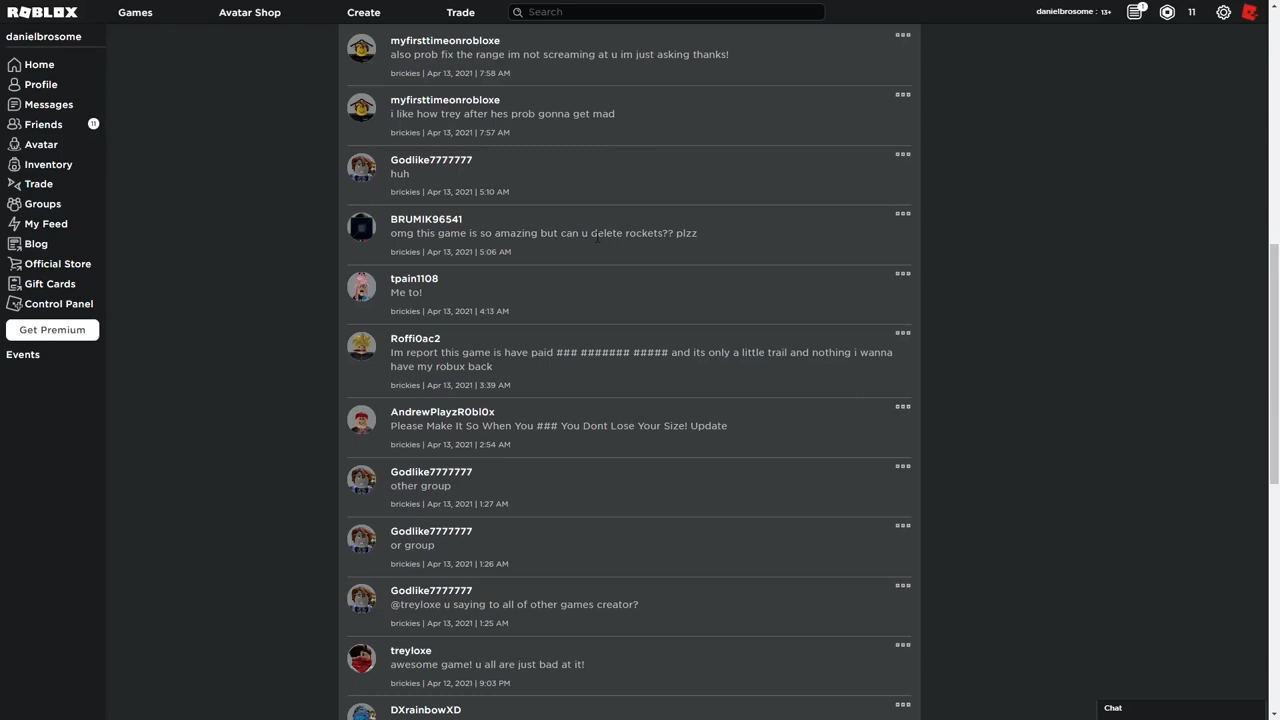 ROBLOX
Games
Avatar Shop
Create
Trade
Search
danielbrosome : 13+
1
11
danielbrosome
Home
Profile
Messages
Friends
11
Avatar
Inventory
Trade
Groups
My Feed
Blog
Official Store
Gift Cards
Control Panel
Get Premium
Events
myfirsttimeonrobloxe
also prob fix the range im not screaming at u im just asking thanks!
brickies | Apr 13, 2021 | 7:58 AM
myfirsttimeonrobloxe
i like how trey after hes prob gonna get mad
brickies | Apr 13, 2021 | 7:57 AM
Godlike7777777
huh
brickies | Apr 13, 2021 | 5:10 AM
BRUMIK96541
omg this game is so amazing but can u delete rockets?? plzz
brickies | Apr 13, 2021 | 5:06 AM
tpain1108
Me to!
brickies | Apr 13, 2021 | 4:13 AM
Roffi0ac2
Im report this game is have paid ### ####### ##### and its only a little trail and nothing i wanna
have my robux back
brickies | Apr 13, 2021 | 3:39 AM
AndrewPlayzR0bl0x
Please Make It So When You ### You Dont Lose Your Size! Update
brickies | Apr 13, 2021 | 2:54 AM
Godlike7777777
other group
brickies | Apr 13, 2021 | 1:27 AM
Godlike7777777
or group
brickies | Apr 13, 2021 | 1:26 AM
Godlike7777777
@treyloxe u saying to all of other games creator?
brickies | Apr 13, 2021 | 1:25 AM
treyloxe
awesome game! u all are just bad at it!
brickies | Apr 12, 2021 | 9:03 PM
DXrainbowXD
Chat